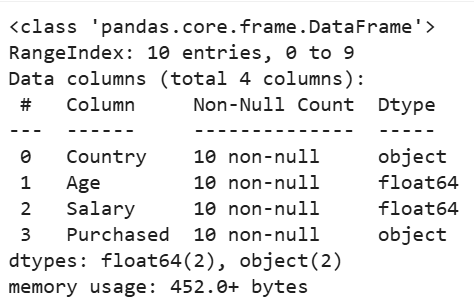 <class 'pandas.core.frame.DataFrame'>
RangeIndex: 10 entries, 0 to 9
Data columns (total 4 columns):
 #   Column     Non-Null Count  Dtype
---  ------     --------------  -----
 0   Country    10 non-null     object
 1   Age        10 non-null     float64
 2   Salary     10 non-null     float64
 3   Purchased  10 non-null     object
dtypes: float64(2), object(2)
memory usage: 452.0+ bytes